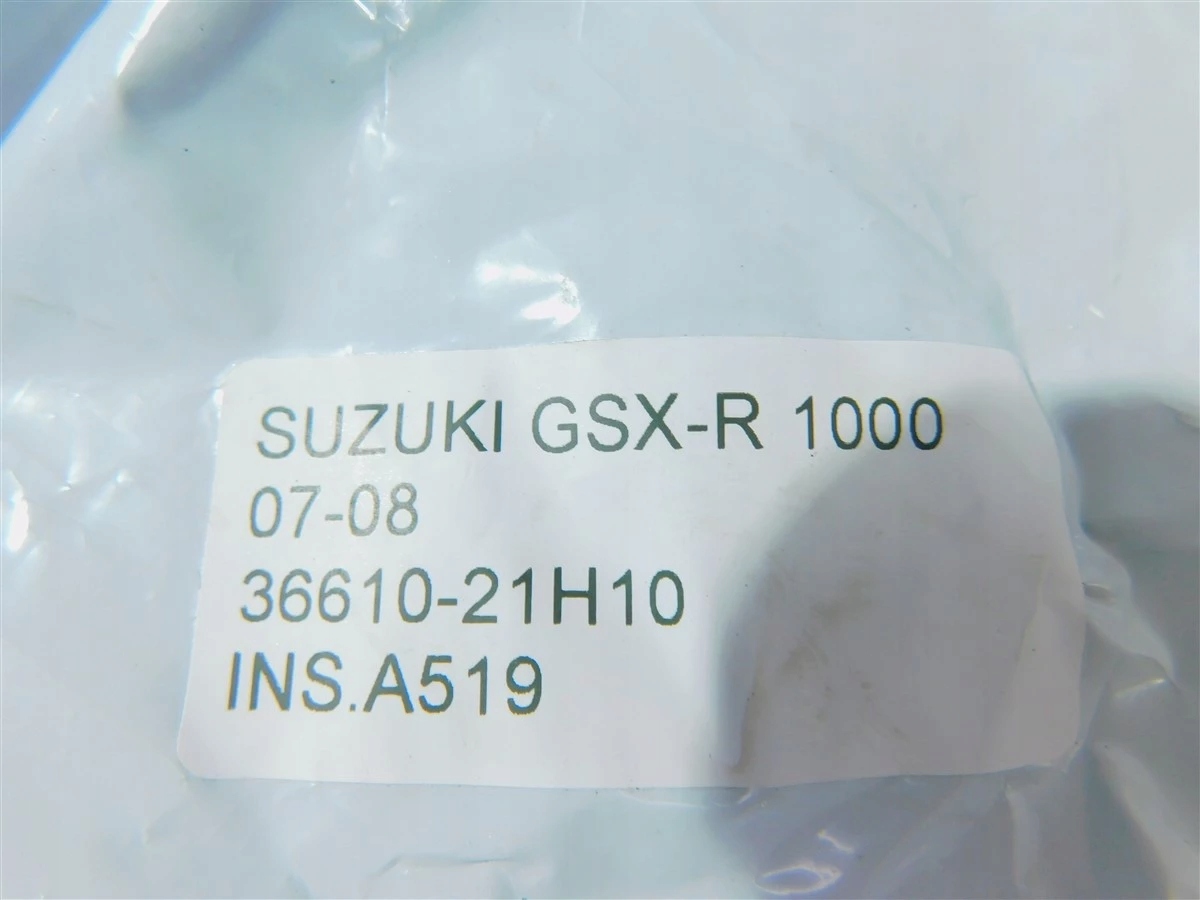 SUZUKI GSX-R 1000
07-08
36610-21H10
INS.A519